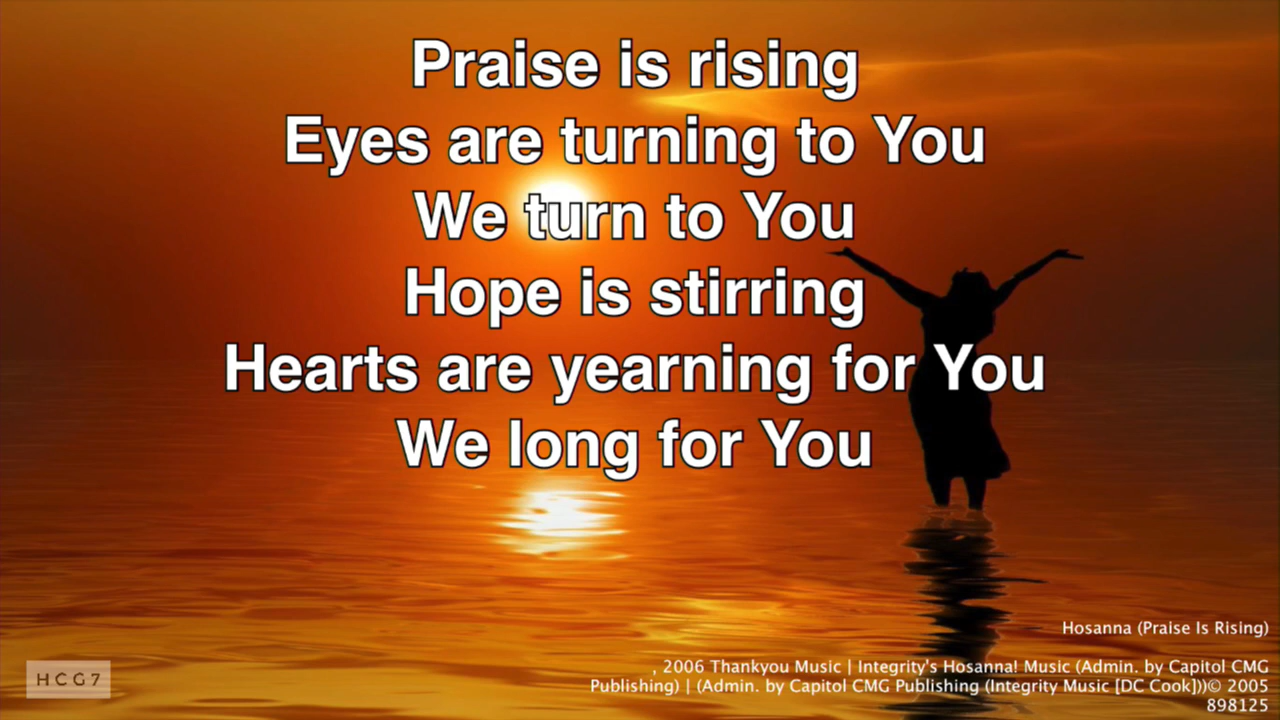 Praise is rising
Eyes are turning to You
We turn to You
Hope is stirring
Hearts are yearning for You
We long for You
Hosanna (Praise Is Rising)
, 2006 Thankyou Music | Integrity's Hosanna! Music (Admin. by Capitol CMG
Publishing) | (Admin. by Capitol CMG Publishing (Integrity Music [DC Cook]))© 2005
898125
HCG7